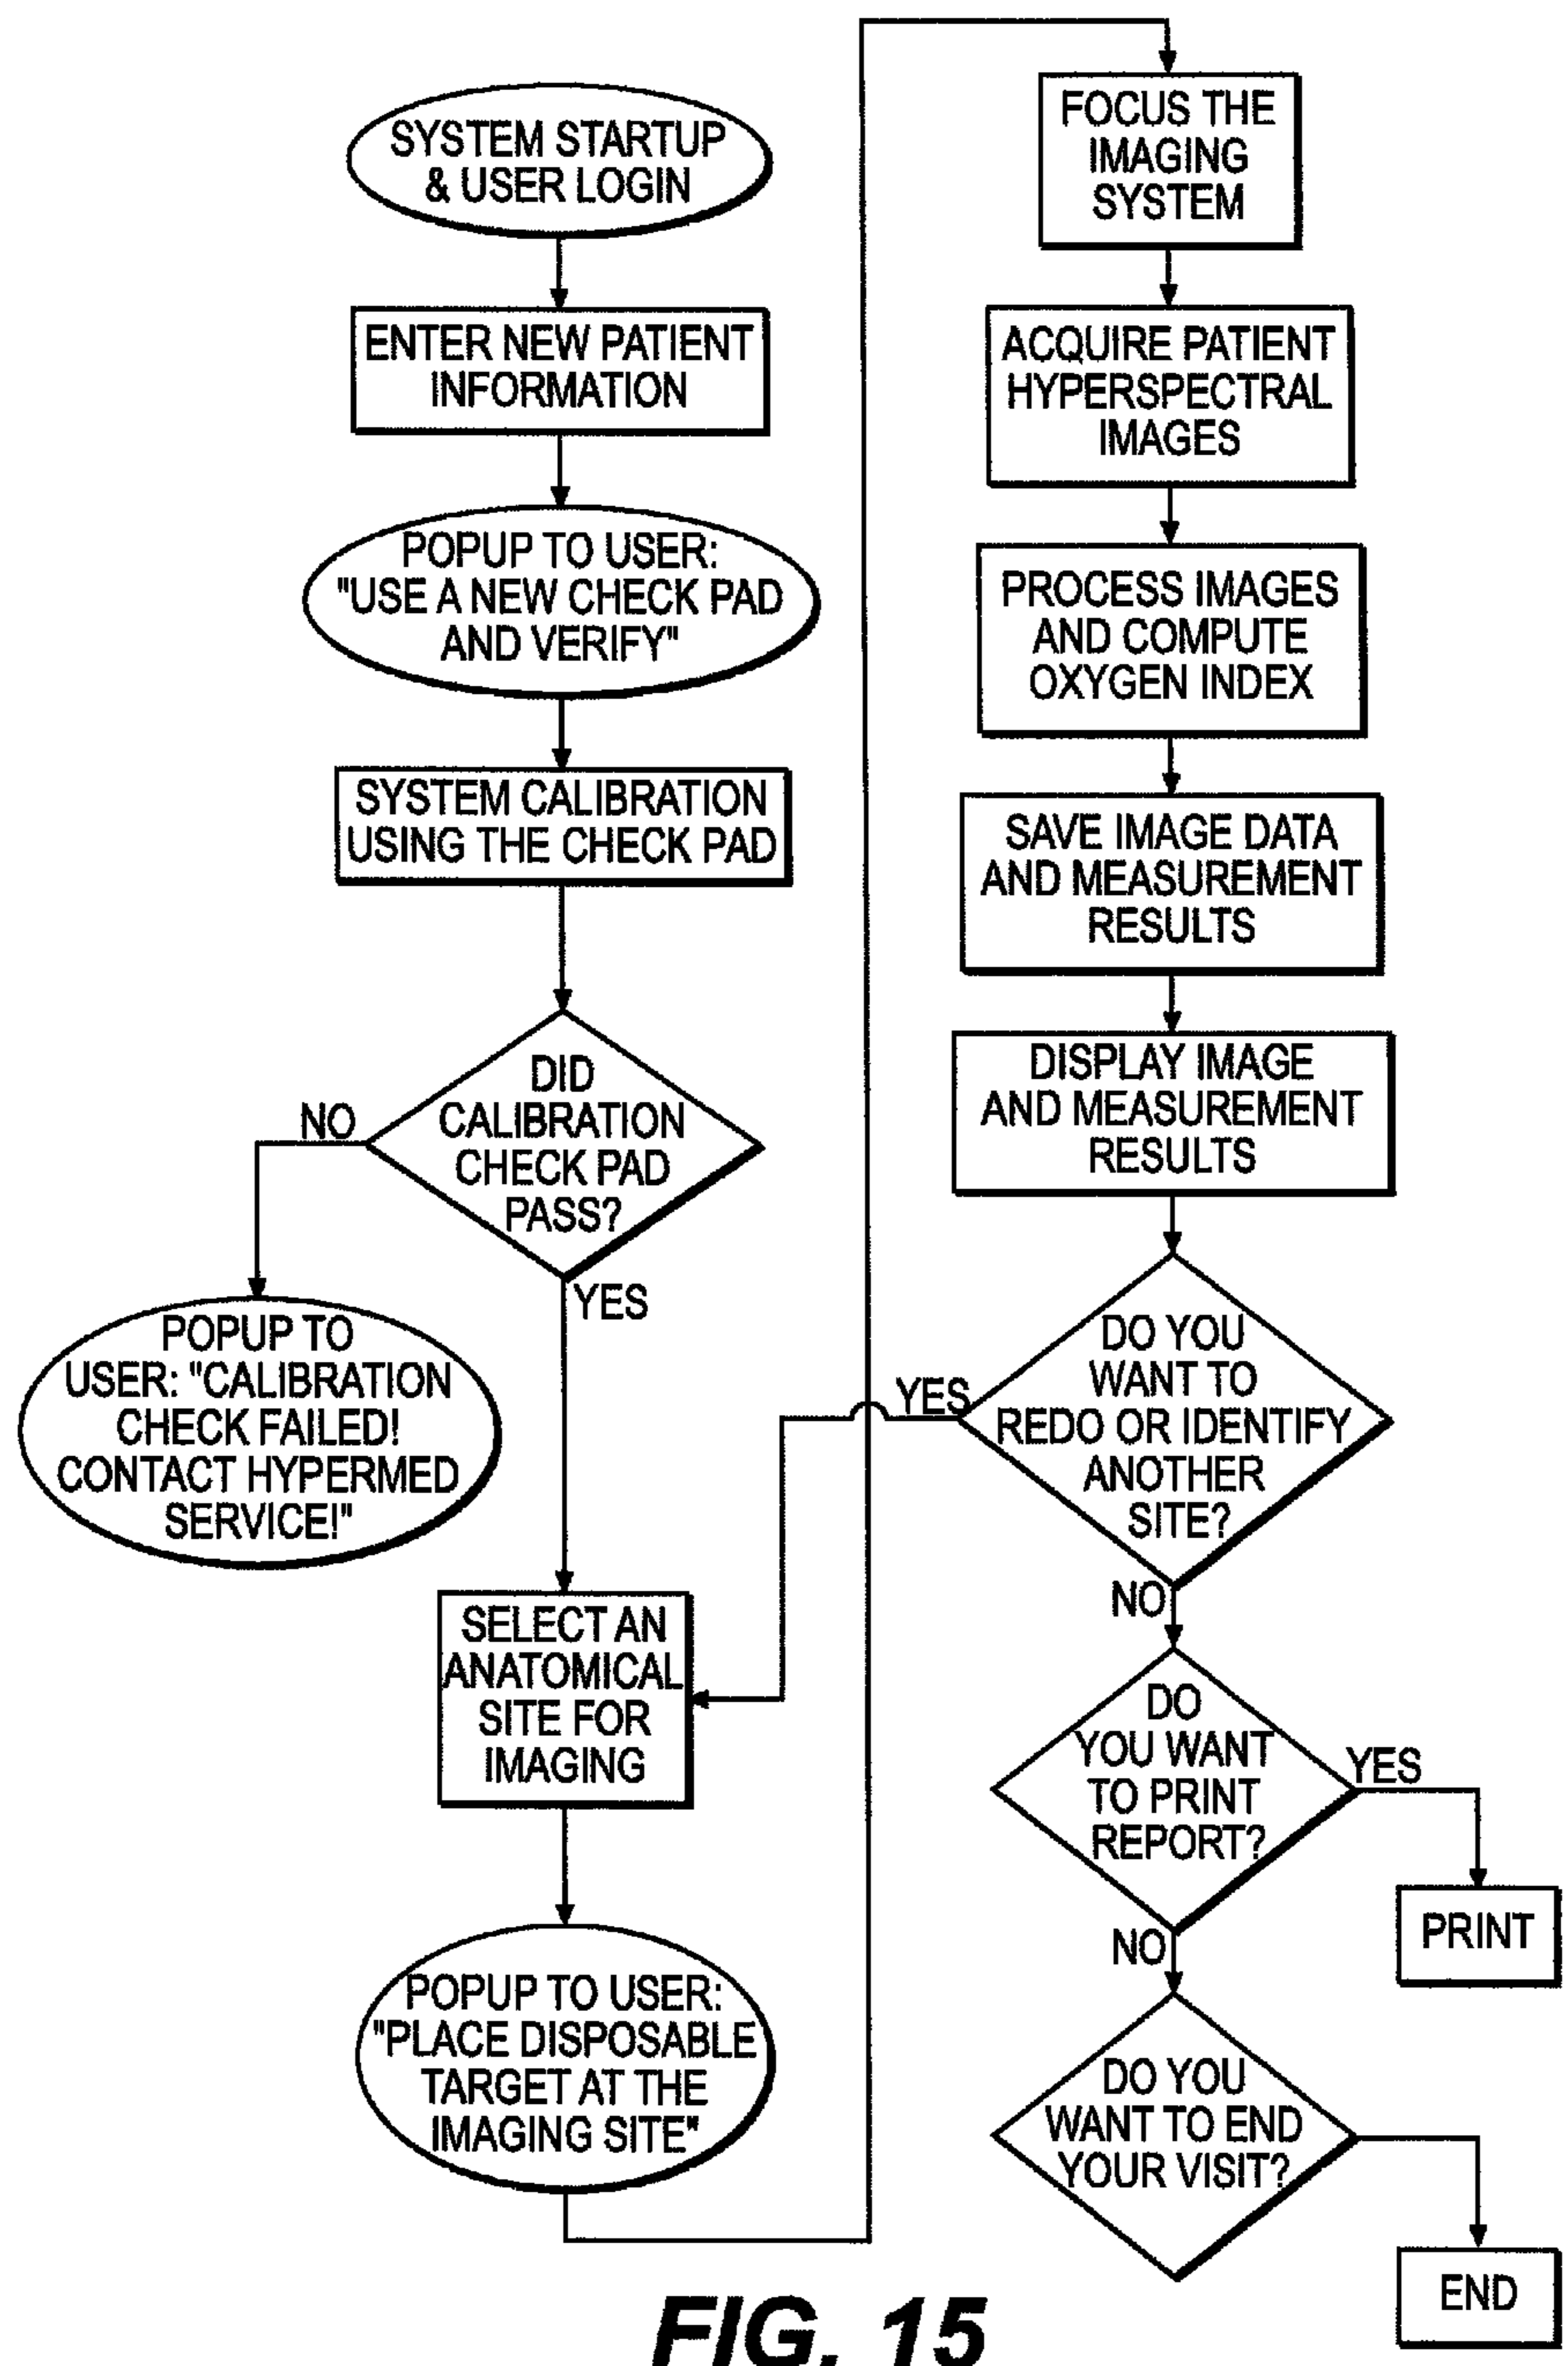 SYSTEM STARTUP
& USER LOGIN
ENTER NEW PATIENT
INFORMATION
POPUP TO USER:
"USE A NEW CHECK PAD
AND VERIFY"
SYSTEM CALIBRATION
USING THE CHECK PAD
DID
CALIBRATION
CHECK PAD
PASS?
NO
YES
POPUP TO
USER: "CALIBRATION
CHECK FAILED!
CONTACT HYPERMED
SERVICE!"
SELECT AN
ANATOMICAL
SITE FOR
IMAGING
POPUP TO USER:
"PLACE DISPOSABLE
TARGET AT THE
IMAGING SITE"
FOCUS THE
IMAGING
SYSTEM
ACQUIRE PATIENT
HYPERSPECTRAL
IMAGES
PROCESS IMAGES
AND COMPUTE
OXYGEN INDEX
SAVE IMAGE DATA
AND MEASUREMENT
RESULTS
DISPLAY IMAGE
AND MEASUREMENT
RESULTS
DO YOU
WANT TO
REDO OR IDENTIFY
ANOTHER
SITE?
YES
NO
DO
YOU WANT
TO PRINT
REPORT?
YES
PRINT
NO
DO YOU
WANT TO END
YOUR VISIT?
END
FIG. 15